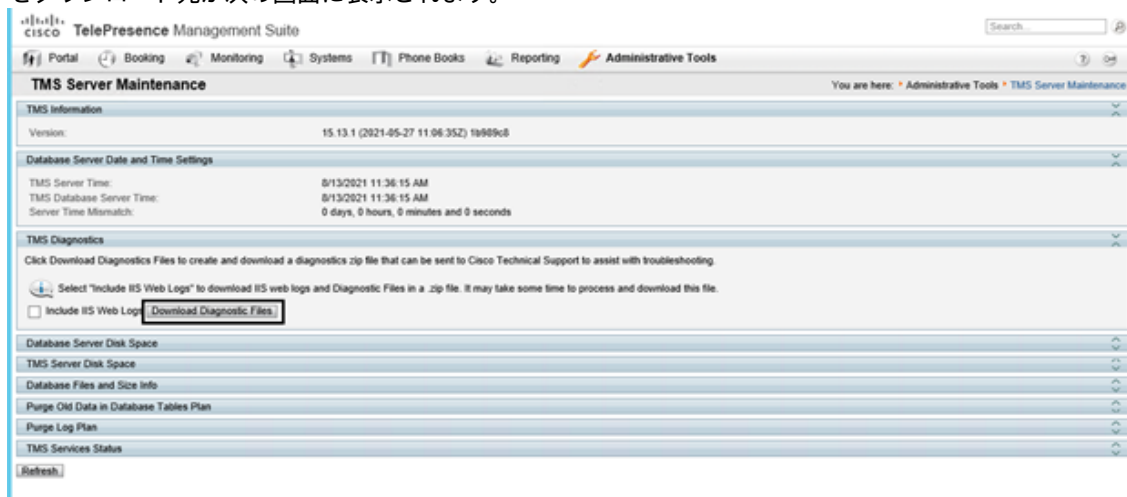 cisco TelePresence Management Suite
Search...
Portal Booking Monitoring Systems Phone Books Reporting Administrative Tools
TMS Server Maintenance
You are here: Administrative Tools TMS Server Maintenance
TMS Information
Version: 15.13.1 (2021-05-27 11:06:35Z) 1b989c8
Database Server Date and Time Settings
TMS Server Time: 8/13/2021 11:36:15 AM
TMS Database Server Time: 8/13/2021 11:36:15 AM
Server Time Mismatch: 0 days, 0 hours, 0 minutes and 0 seconds
TMS Diagnostics
Click Download Diagnostics Files to create and download a diagnostics zip file that can be sent to Cisco Technical Support to assist with troubleshooting.
Select "Include IIS Web Logs" to download IIS web logs and Diagnostic Files in a .zip file. It may take some time to process and download this file.
Include IIS Web Logs Download Diagnostic Files
Database Server Disk Space
TMS Server Disk Space
Database Files and Size Info
Purge Old Data in Database Tables Plan
Purge Log Plan
TMS Services Status
Refresh